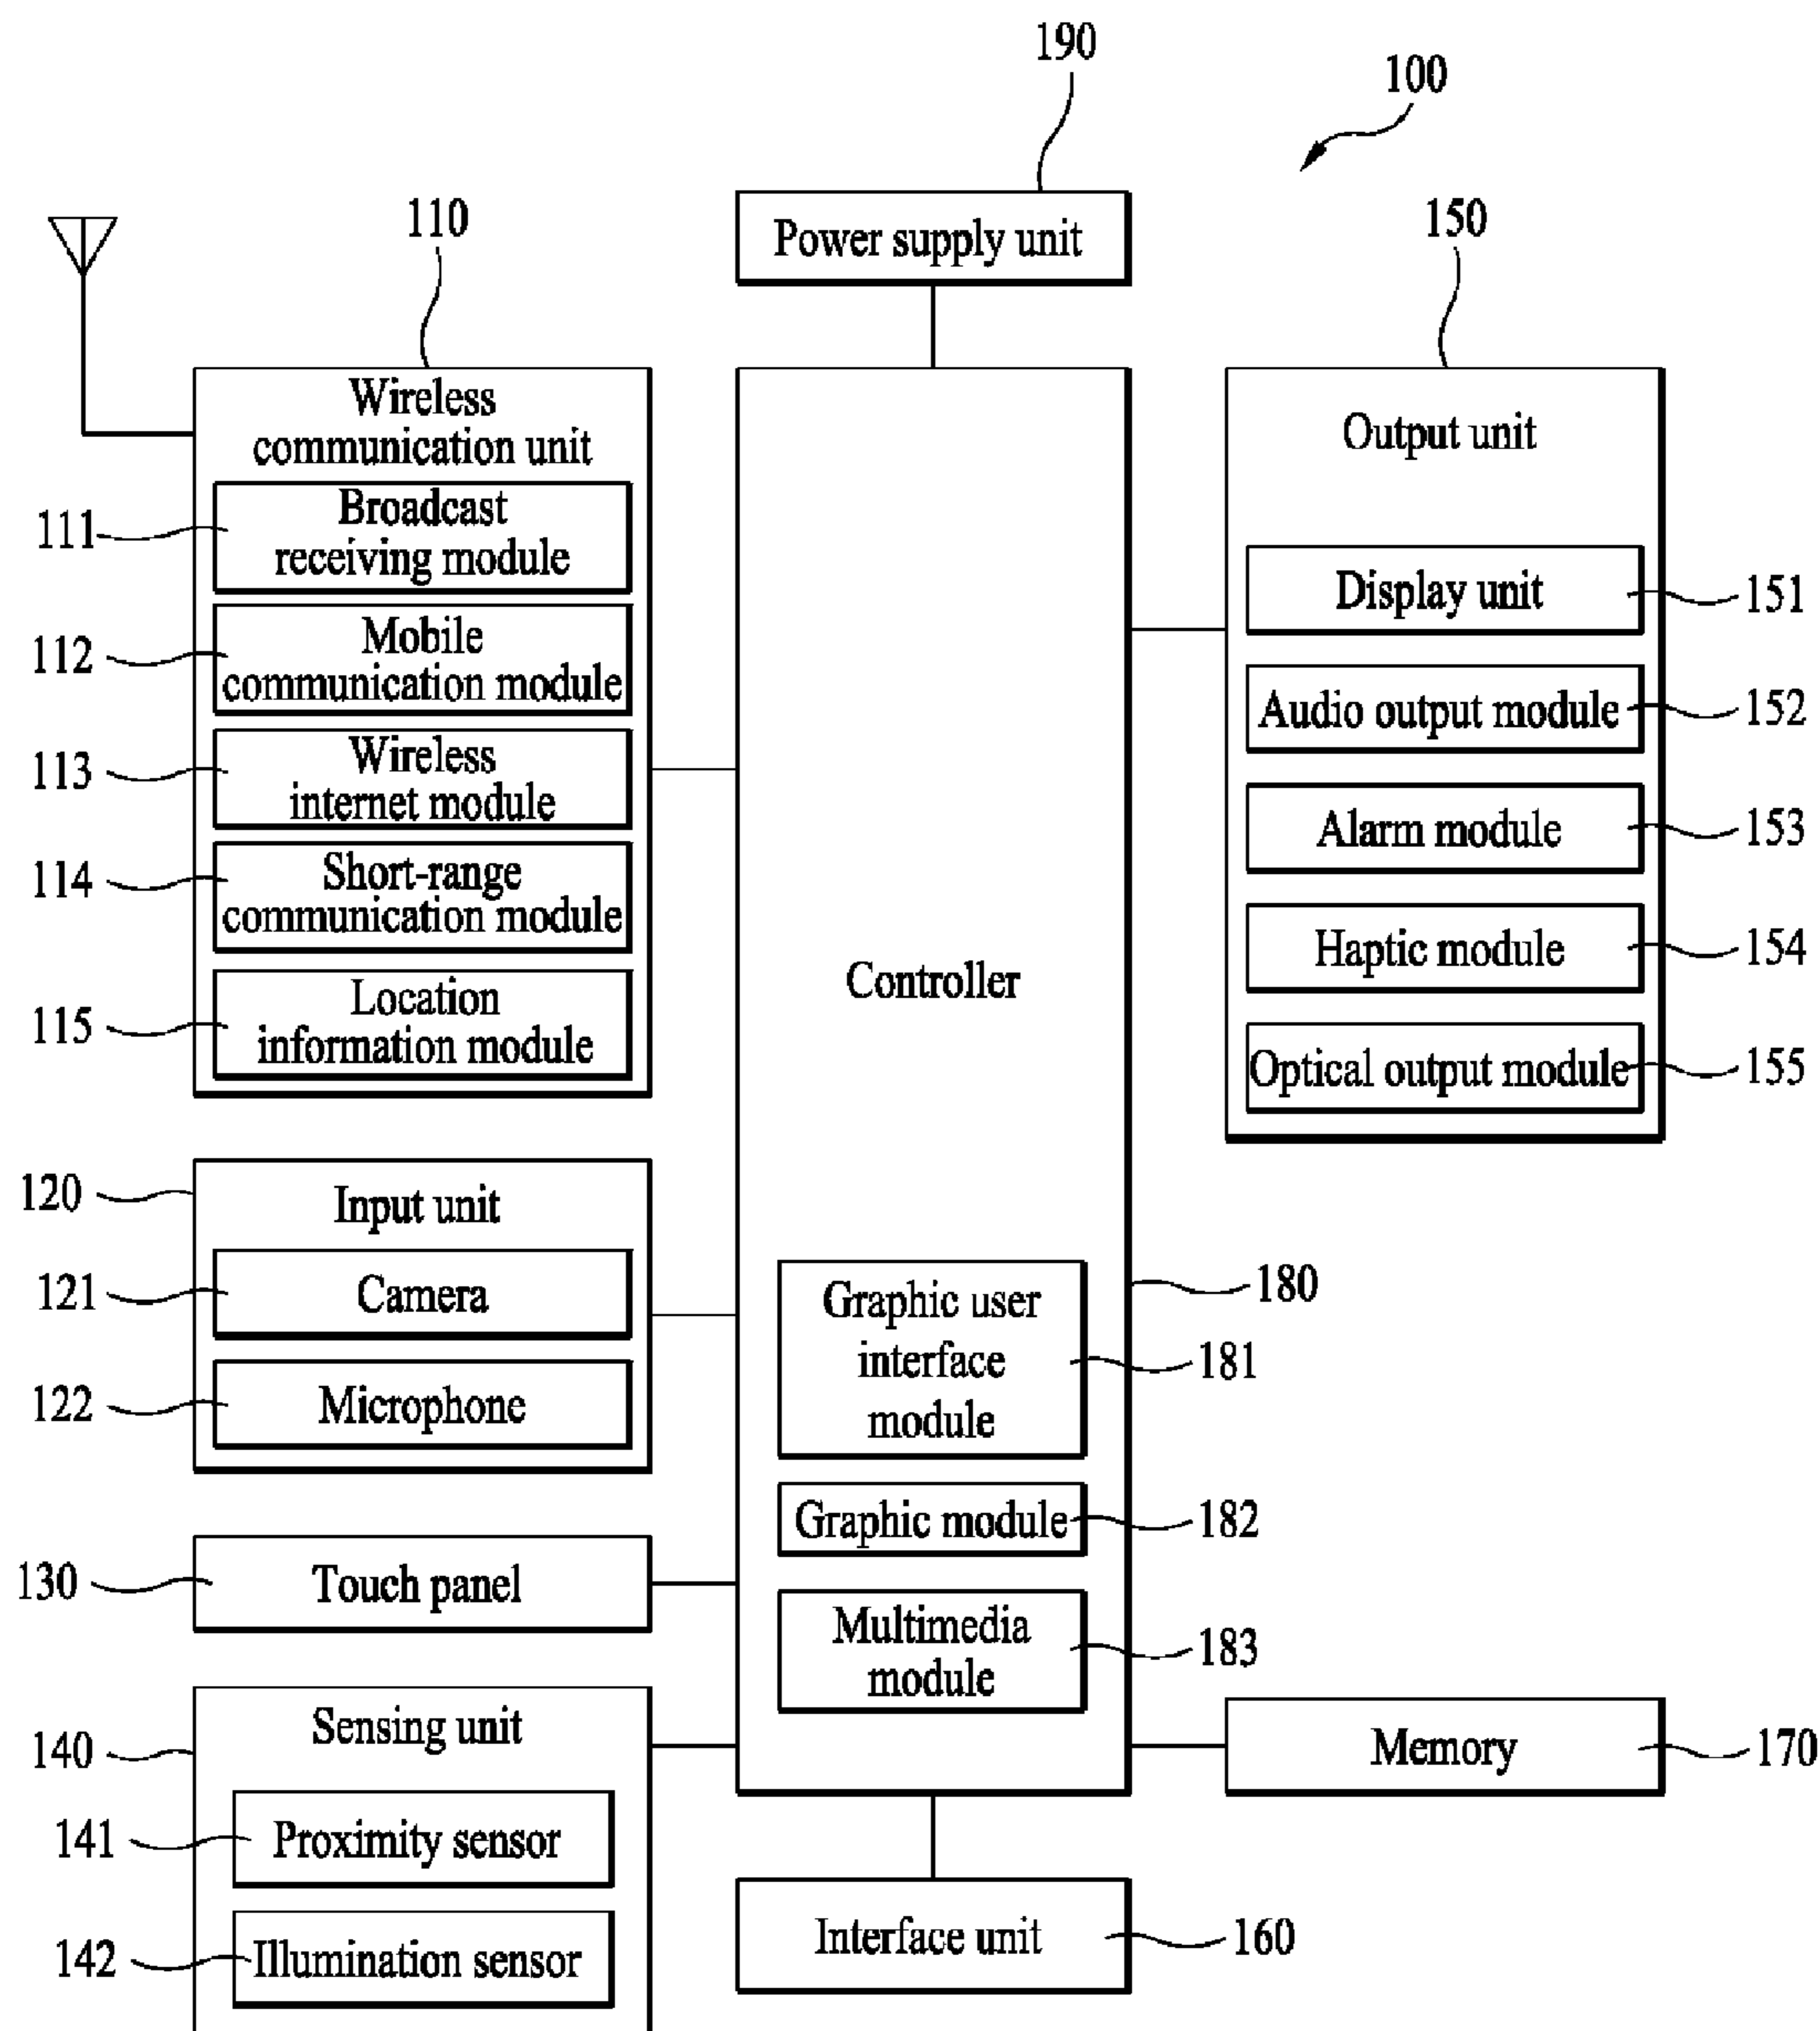 190
100
110
150
Power supply unit
Wireless
communication unit
Output unit
111
Broadcast
receiving module
112
Mobile
communication module
113
Wireless
internet module
114
Short-range
communication module
115
Location
information module
Display unit
151
Audio output module
152
Alarm module
153
Haptic module
154
Optical output module
155
Controller
120
Input unit
121
Camera
122
Microphone
180
Graphic user
interface
module
181
Graphic module
182
Multimedia
module
183
130
Touch panel
140
Sensing unit
141
Proximity sensor
142
Illumination sensor
Memory
170
Interface unit
160